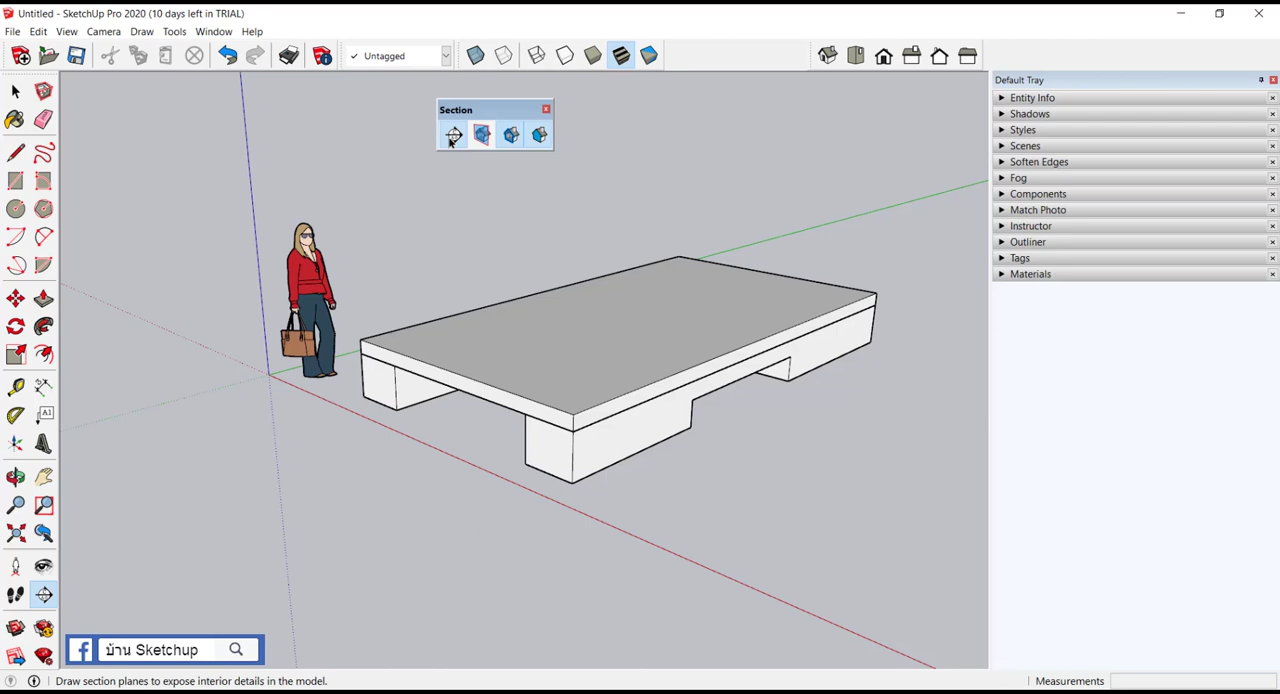 Untitled - SketchUp Pro 2020 (10 days left in TRIAL)
File Edit View Camera Draw Tools Window Help
✓ Untagged
Default Tray
Entity Info
Shadows
Styles
Scenes
Soften Edges
Fog
Components
Match Photo
Instructor
Outliner
Tags
Materials
Section
A1
บ้าน Sketchup
Draw section planes to expose interior details in the model.
Measurements